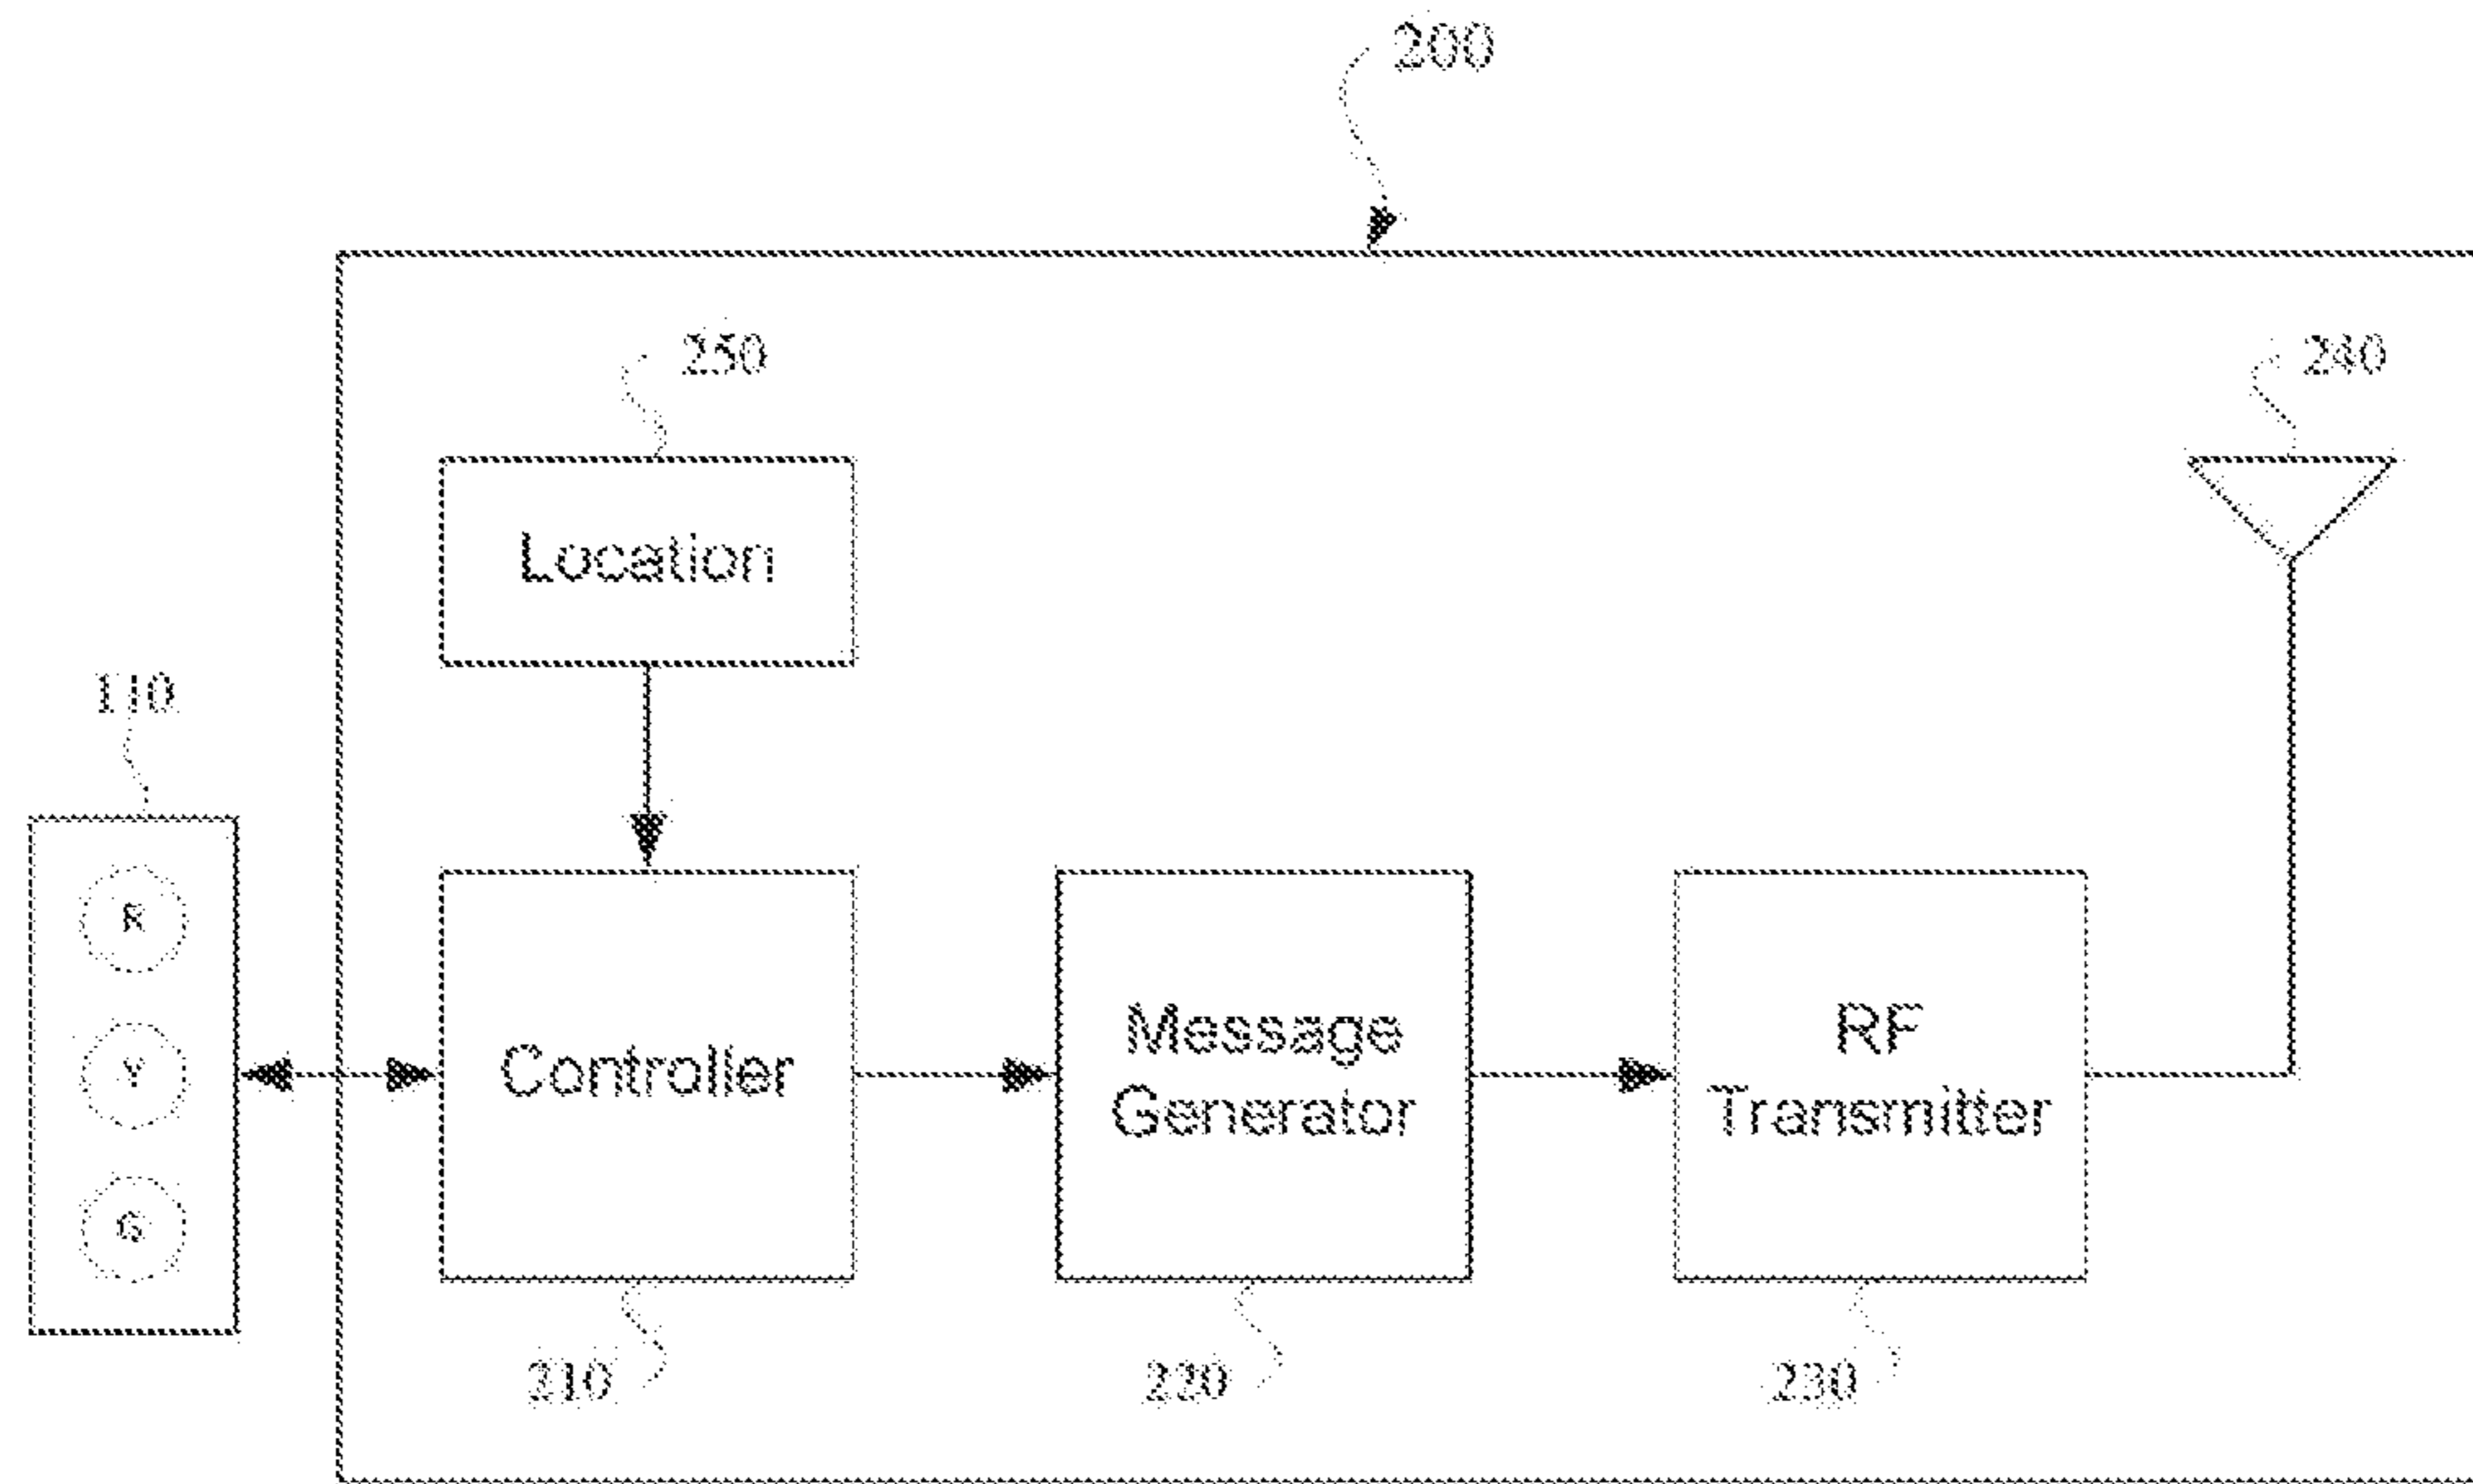 200
250
240
Location
110
R
Y
G
Controller
Message
Generator
RF
Transmitter
210
220
230